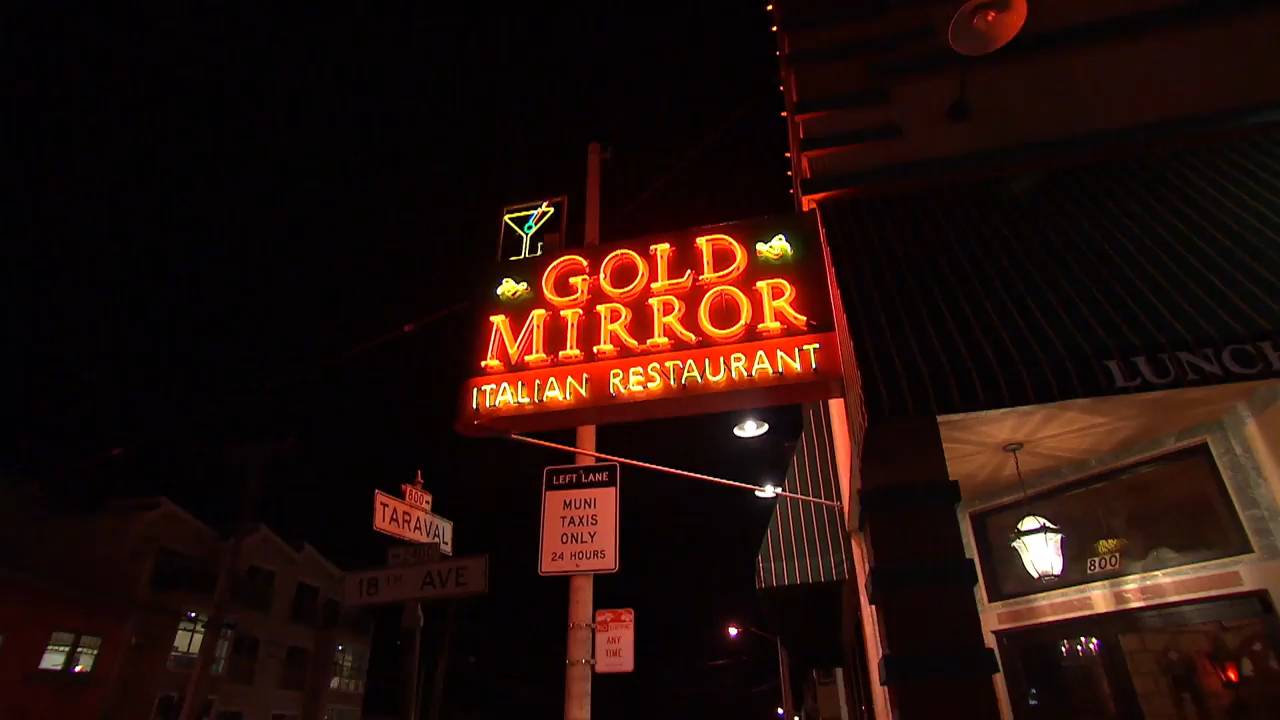 GOLD
MIRROR
ITALIAN RESTAURANT
LUNCH
LEFT LANE
MUNI
TAXIS
ONLY
24 HOURS
800
TARAVAL
18TH AVE
ANY
TIME
800